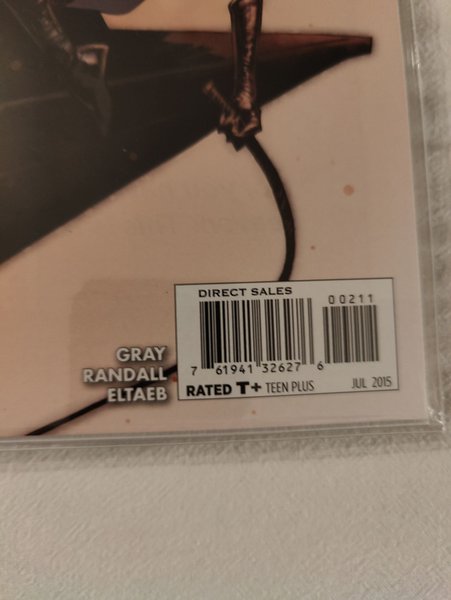 DIRECT SALES
00211
7 61941 32627 6
RATED T+ TEEN PLUS JUL 2015
GRAY
RANDALL
ELTAEB